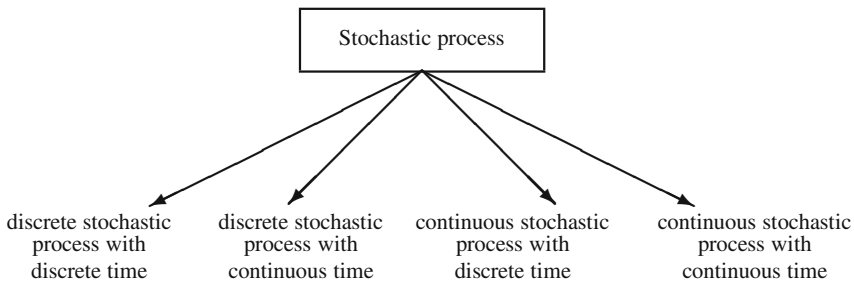 Stochastic process
discrete stochastic
process with
discrete time
discrete stochastic
process with
continuous time
continuous stochastic
process with
discrete time
continuous stochastic
process with
continuous time